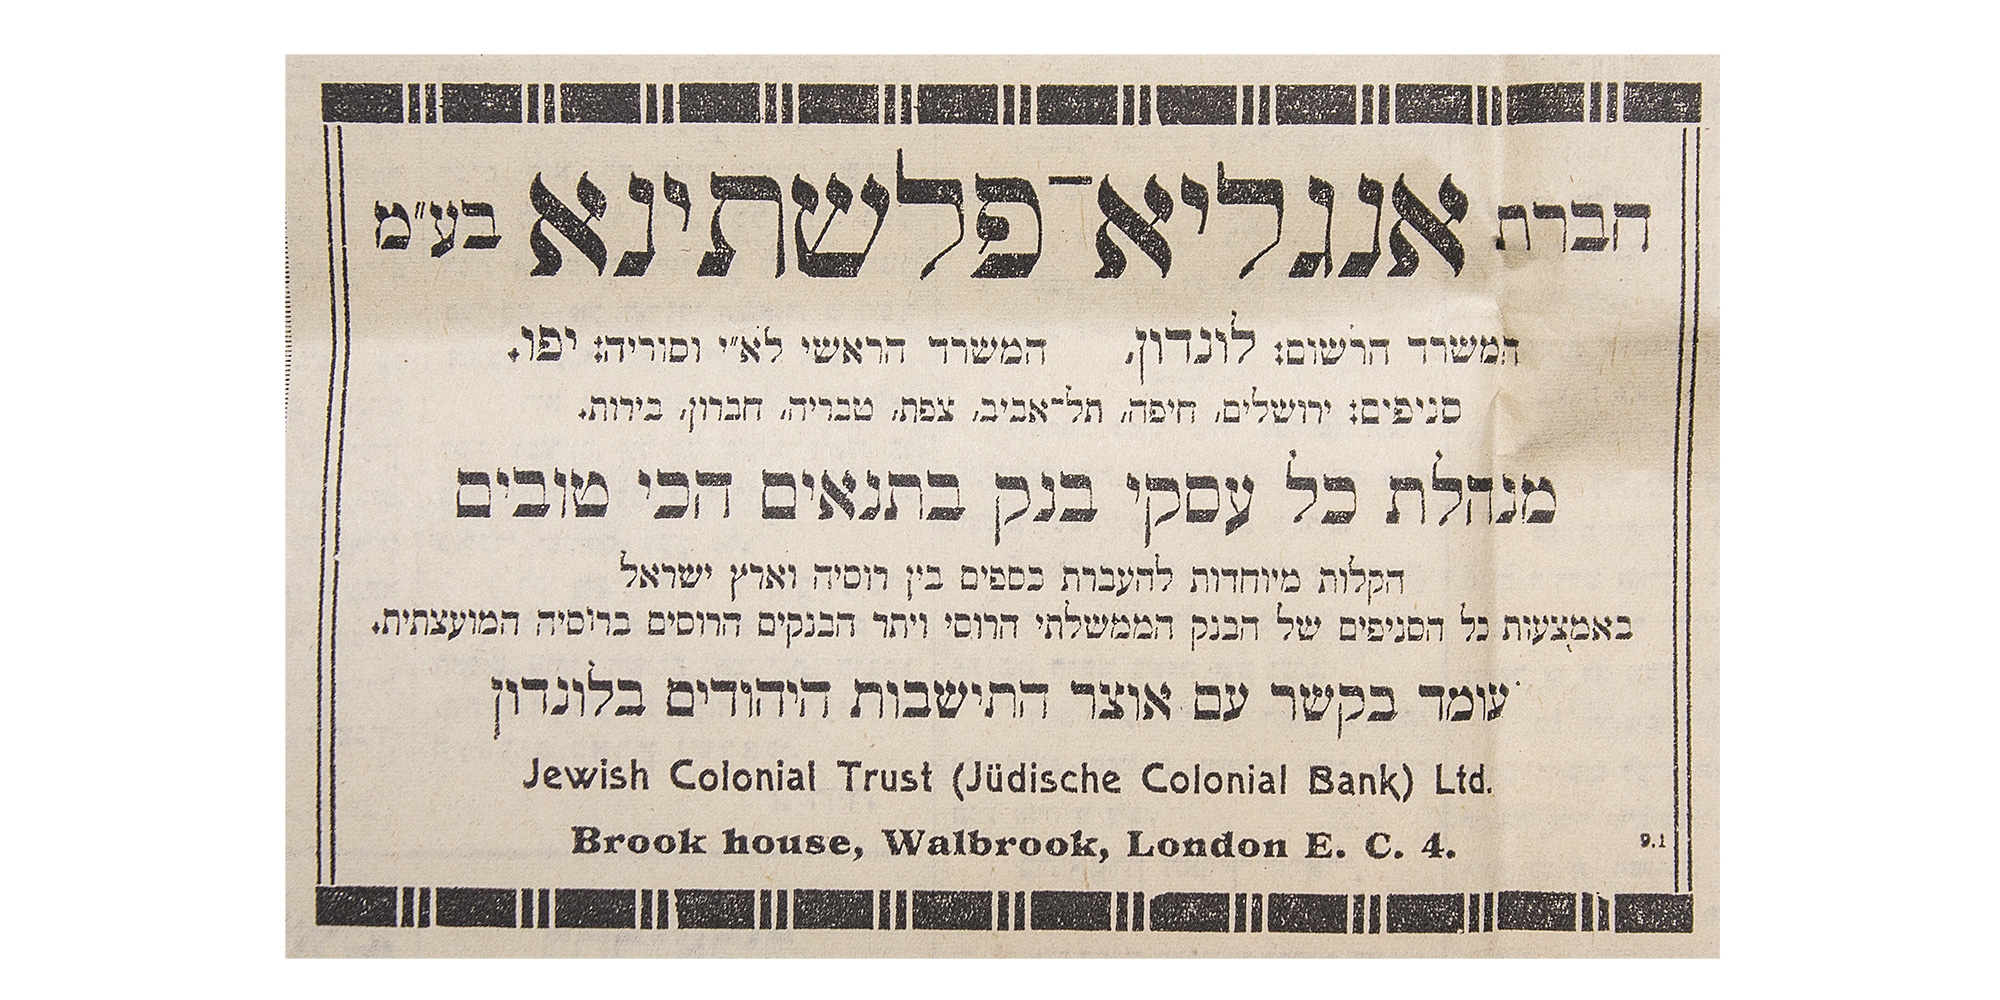 חברת אנגליא־פלשתינא בע"מ
המשרד הרשום: לונדון, המשרד הראשי לא"י וסוריה: יפו.
סניפים: ירושלים, חיפה, תל־אביב, צפת, טבריה, חברון, בירות.
מנהלת כל עסקי בנק בתנאים הכי טובים
הקלות מיוחדות להעברת כספים בין רוסיה וארץ ישראל
באמצעות כל הסניפים של הבנק הממשלתי הרוסי ויתר הבנקים הרוסים ברוסיה המועצתית.
עומד בקשר עם אוצר התישבות היהודים בלונדון
Jewish Colonial Trust (Jüdische Colonial Bank) Ltd.
Brook house, Walbrook, London E. C. 4.
9.1